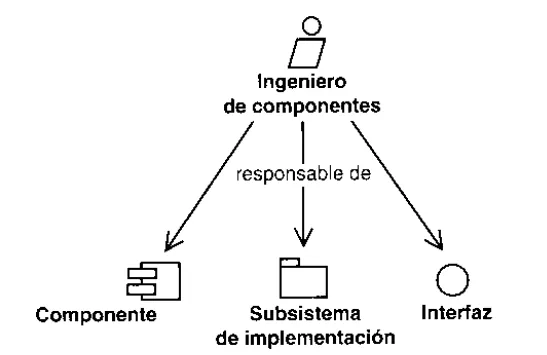 Ingeniero
de componentes
responsable de
Componente
Subsistema
de implementación
Interfaz